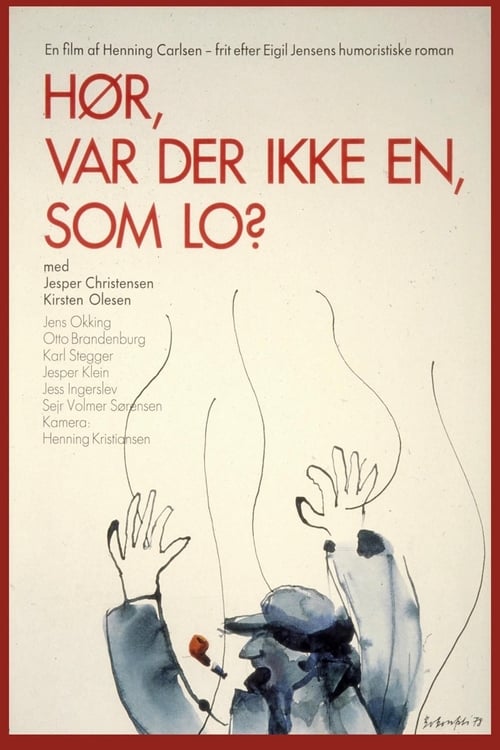 En film af Henning Carlsen – frit efter Eigil Jensens humoristiske roman
HØR,
VAR DER IKKE EN,
SOM LO?
med
Jesper Christensen
Kirsten Olesen
Jens Okking
Otto Brandenburg
Karl Stegger
Jesper Klein
Jess Ingerslev
Sejr Volmer Sørensen
Kamera:
Henning Kristiansen